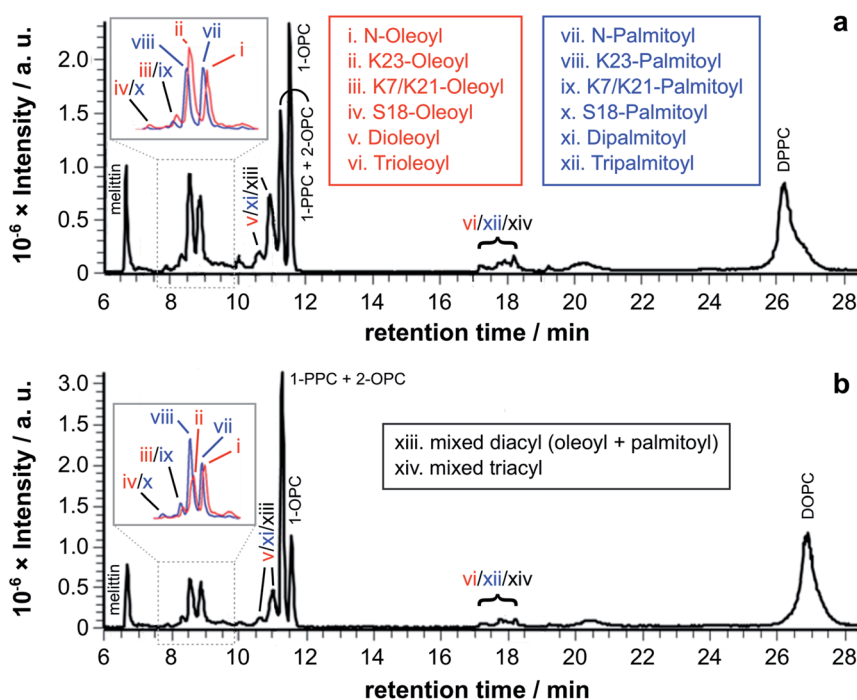 a
10⁻⁶ × Intensity / a. u.
2.0
1.5
1.0
0.5
0
ii
viii
vii
i
iii/ix
iv/x
melittin
v/xi/xiii
1-PPC + 2-OPC
1-OPC
i. N-Oleoyl
ii. K23-Oleoyl
iii. K7/K21-Oleoyl
iv. S18-Oleoyl
v. Dioleoyl
vi. Trioleoyl
vii. N-Palmitoyl
viii. K23-Palmitoyl
ix. K7/K21-Palmitoyl
x. S18-Palmitoyl
xi. Dipalmitoyl
xii. Tripalmitoyl
vi/xii/xiv
DPPC
6 8 10 12 14 16 18 20 22 24 26 28
retention time / min
b
10⁻⁶ × Intensity / a. u.
3.0
2.5
2.0
1.5
1.0
0.5
0
viii
ii
vii
i
iii/ix
iv/x
melittin
v/xi/xiii
1-PPC + 2-OPC
1-OPC
xiii. mixed diacyl (oleoyl + palmitoyl)
xiv. mixed triacyl
vi/xii/xiv
DOPC
6 8 10 12 14 16 18 20 22 24 26 28
retention time / min